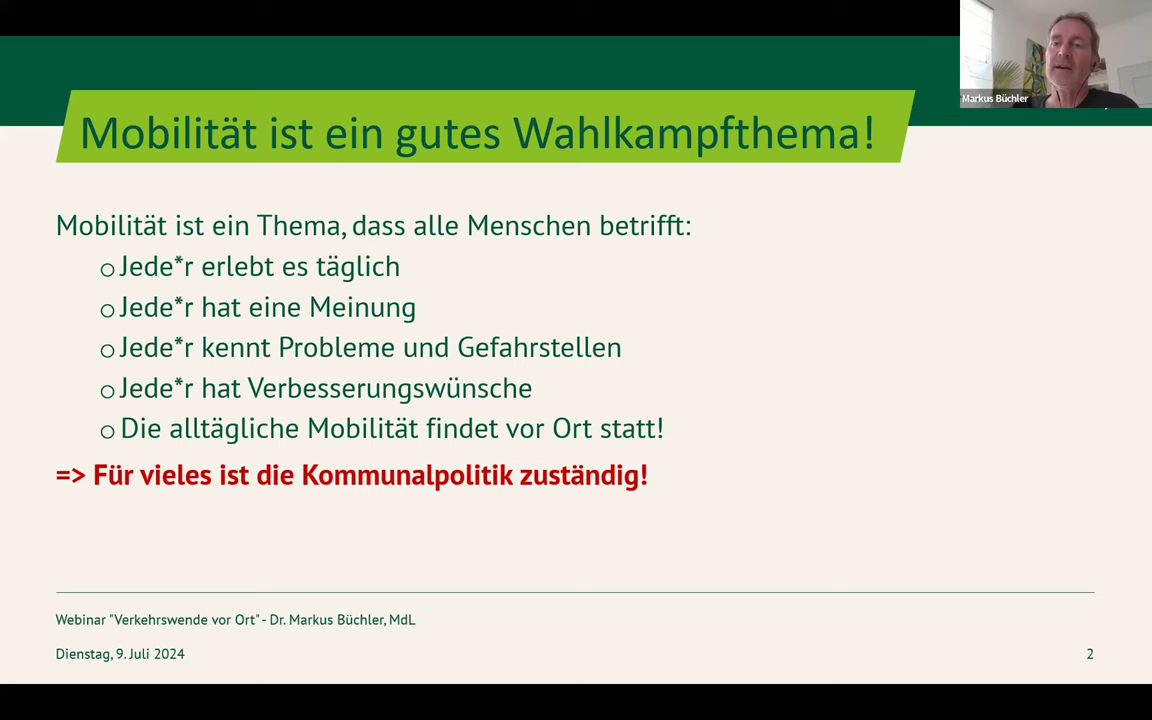 Markus Büchler
Mobilität ist ein gutes Wahlkampfthema!
Mobilität ist ein Thema, dass alle Menschen betrifft:
o Jede*r erlebt es täglich
o Jede*r hat eine Meinung
o Jede*r kennt Probleme und Gefahrstellen
o Jede*r hat Verbesserungswünsche
o Die alltägliche Mobilität findet vor Ort statt!
=> Für vieles ist die Kommunalpolitik zuständig!
Webinar "Verkehrswende vor Ort" - Dr. Markus Büchler, MdL
Dienstag, 9. Juli 2024
2